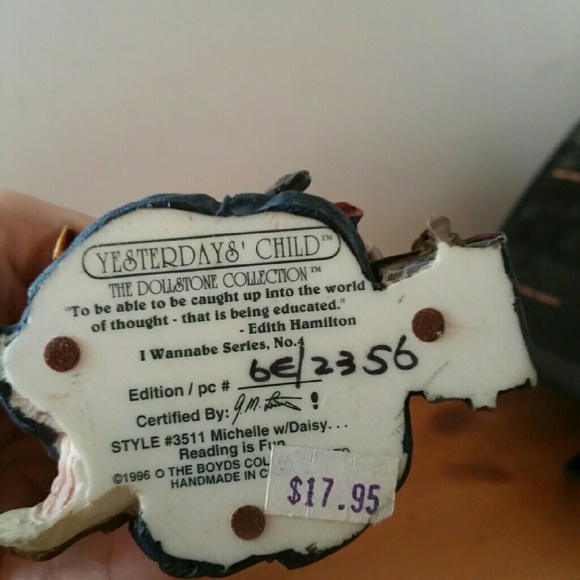 YESTERDAYS' CHILD™
THE DOLLSTONE COLLECTION™
"To be able to be caught up into the world
of thought - that is being educated."
- Edith Hamilton
I Wannabe Series, No.4
Edition / pc # 6E/2356
Certified By:
STYLE #3511 Michelle w/Daisy...
Reading is Fun
©1996 THE BOYDS
HANDMADE IN
$17.95